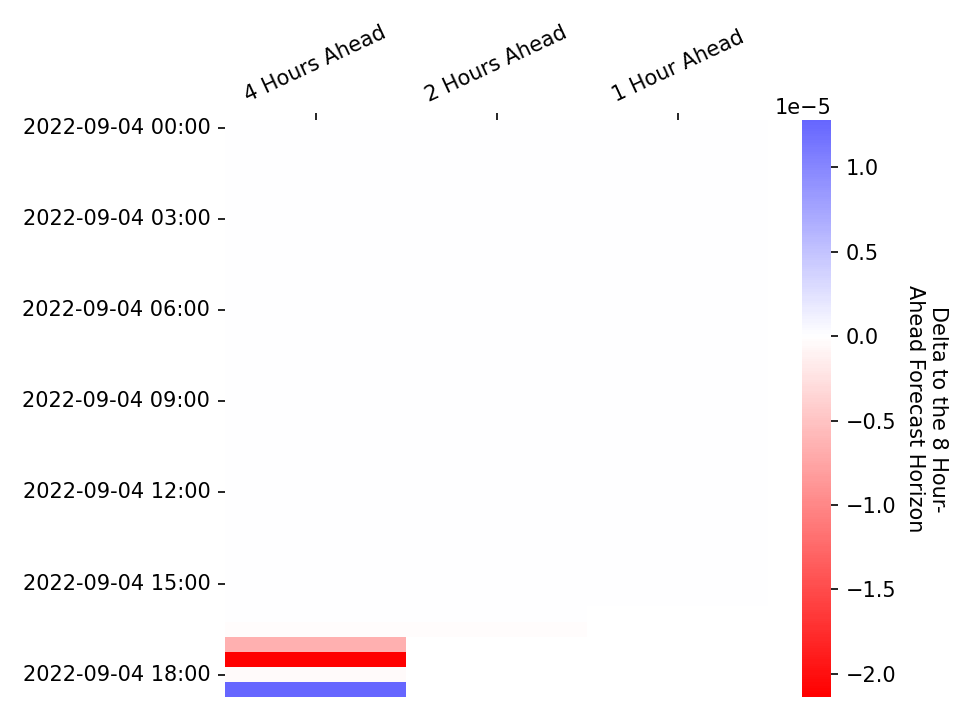 4 Hours Ahead
2 Hours Ahead
1 Hour Ahead
1e−5
2022-09-04 00:00
2022-09-04 03:00
2022-09-04 06:00
2022-09-04 09:00
2022-09-04 12:00
2022-09-04 15:00
2022-09-04 18:00
1.0
0.5
0.0
−0.5
−1.0
−1.5
−2.0
Delta to the 8 Hour-
Ahead Forecast Horizon